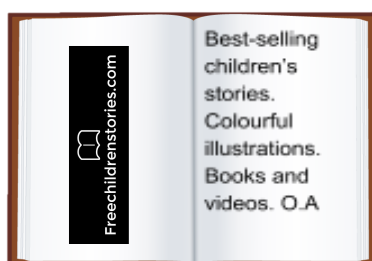 Freechildrenstories.com
Best-selling
children's
stories.
Colourful
illustrations.
Books and
videos. O.A